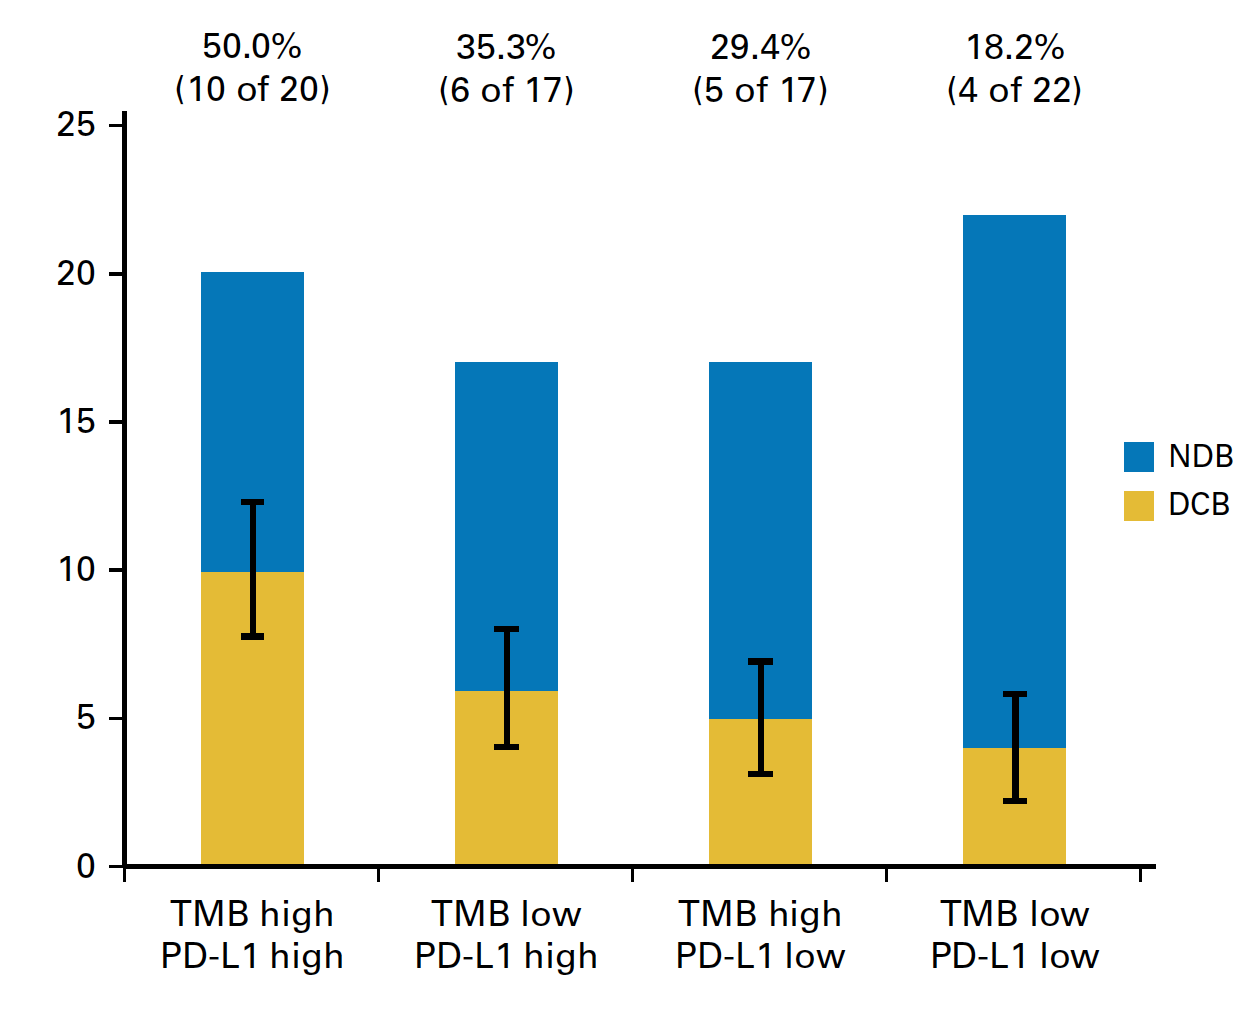 50.0%
(10 of 20)
35.3%
(6 of 17)
29.4%
(5 of 17)
18.2%
(4 of 22)
25
20
15
10
5
0
NDB
DCB
TMB high
PD-L1 high
TMB low
PD-L1 high
TMB high
PD-L1 low
TMB low
PD-L1 low